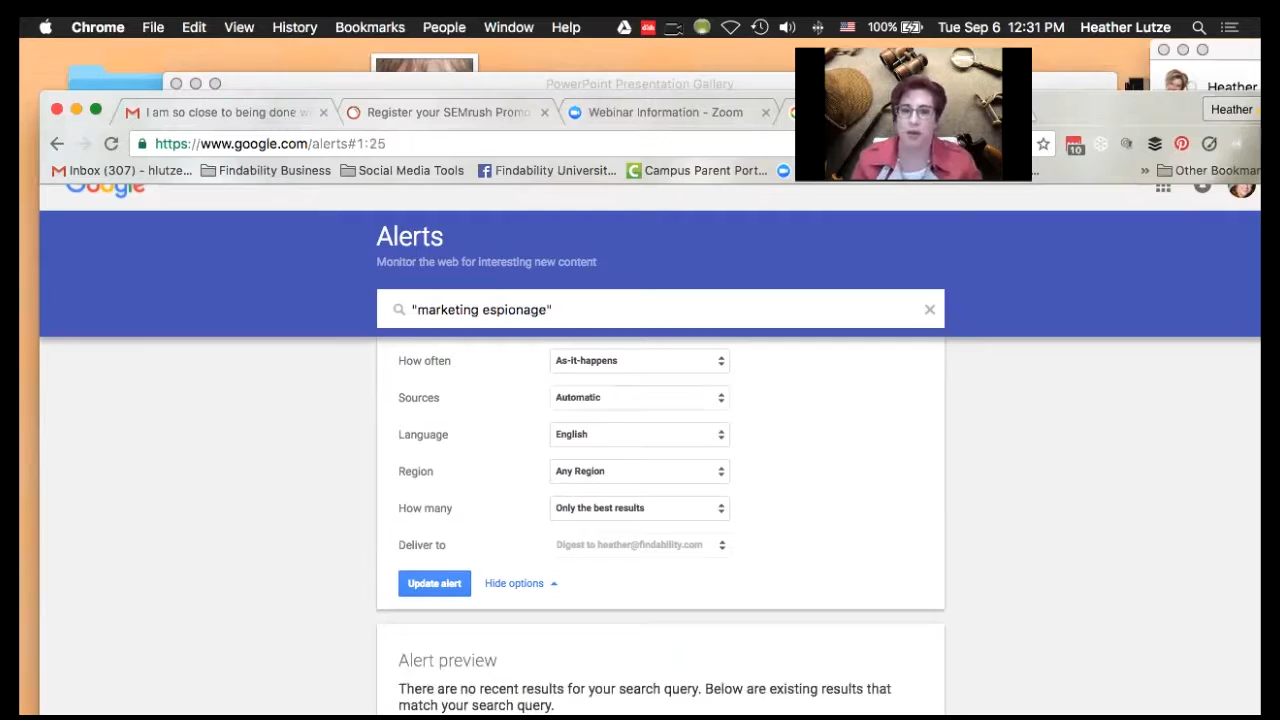 Chrome File Edit View History Bookmarks People Window Help 100% Tue Sep 6 12:31 PM Heather Lutze
PowerPoint Presentation Gallery
Heather
I am so close to being done w Register your SEMrush Promo Webinar Information - Zoom Heather
https://www.google.com/alerts#1:25 10
Inbox (307) - hlutze... Findability Business Social Media Tools Findability Universit... Campus Parent Port... ... » Other Bookmar
Google
Alerts
Monitor the web for interesting new content
"marketing espionage"
How often As-it-happens
Sources Automatic
Language English
Region Any Region
How many Only the best results
Deliver to Digest to heather@findability.com
Update alert Hide options
Alert preview
There are no recent results for your search query. Below are existing results that
match your search query.